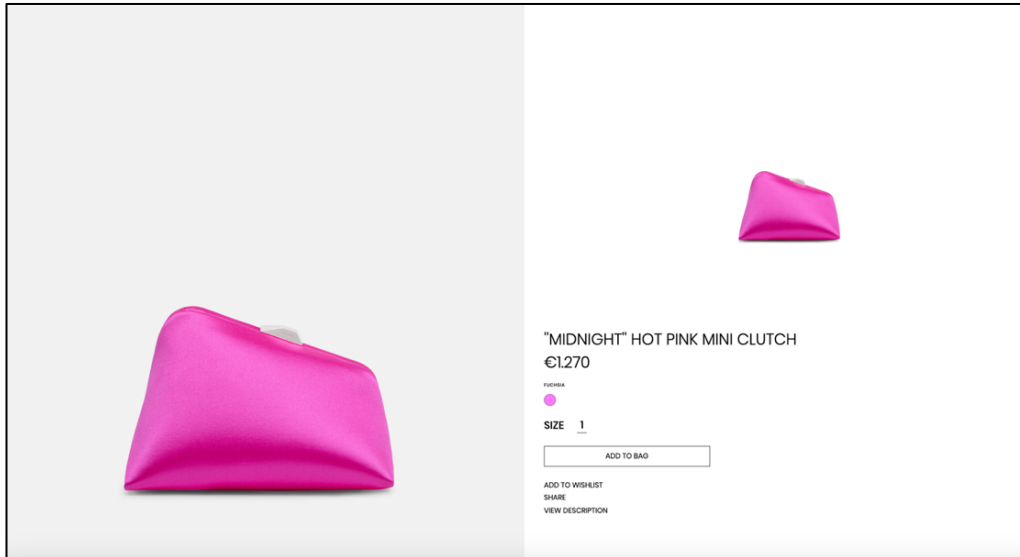 "MIDNIGHT" HOT PINK MINI CLUTCH
€1.270
FUCHSIA
SIZE 1
ADD TO BAG
ADD TO WISHLIST
SHARE
VIEW DESCRIPTION